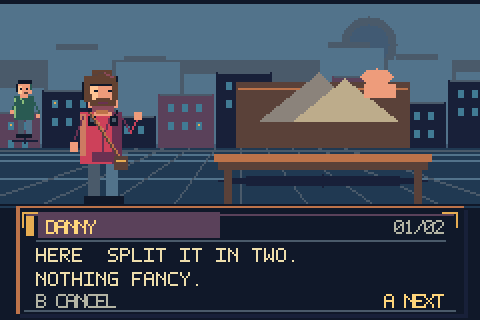 DANNY 01/02
HERE  SPLIT IT IN TWO.
NOTHING FANCY.
B CANCEL A NEXT